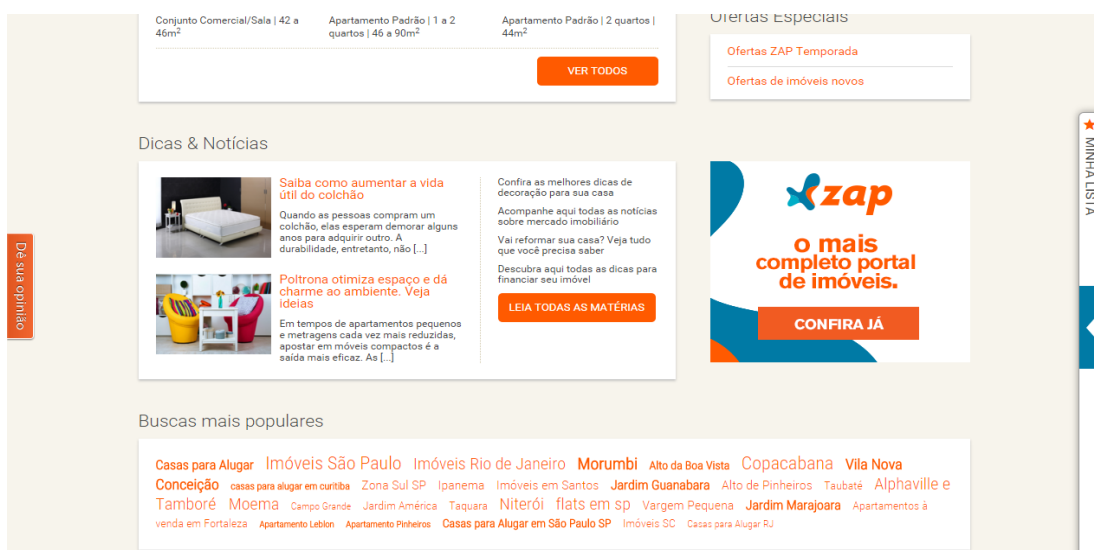 Conjunto Comercial/Sala | 42 a
46m²
Apartamento Padrão | 1 a 2
quartos | 46 a 90m²
Apartamento Padrão | 2 quartos |
44m²
VER TODOS
Ofertas Especiais
Ofertas ZAP Temporada
Ofertas de imóveis novos
MINHA LISTA
Dê sua opinião
Dicas & Notícias
Saiba como aumentar a vida
útil do colchão
Quando as pessoas compram um
colchão, elas esperam demorar alguns
anos para adquirir outro. A
durabilidade, entretanto, não [...]
Poltrona otimiza espaço e dá
charme ao ambiente. Veja
ideias
Em tempos de apartamentos pequenos
e metragens cada vez mais reduzidas,
apostar em móveis compactos é a
saída mais eficaz. As [...]
Confira as melhores dicas de
decoração para sua casa
Acompanhe aqui todas as notícias
sobre mercado imobiliário
Vai reformar sua casa? Veja tudo
que você precisa saber
Descubra aqui todas as dicas para
financiar seu imóvel
LEIA TODAS AS MATÉRIAS
zap
o mais
completo portal
de imóveis.
CONFIRA JÁ
Buscas mais populares
Casas para Alugar Imóveis São Paulo Imóveis Rio de Janeiro Morumbi Alto da Boa Vista Copacabana Vila Nova
Conceição casas para alugar em curitiba Zona Sul SP Ipanema Imóveis em Santos Jardim Guanabara Alto de Pinheiros Taubaté Alphaville e
Tamboré Moema Campo Grande Jardim América Taquara Niterói flats em sp Vargem Pequena Jardim Marajoara Apartamentos à
venda em Fortaleza Apartamento Leblon Apartamento Pinheiros Casas para Alugar em São Paulo SP Imóveis SC Casas para Alugar RJ